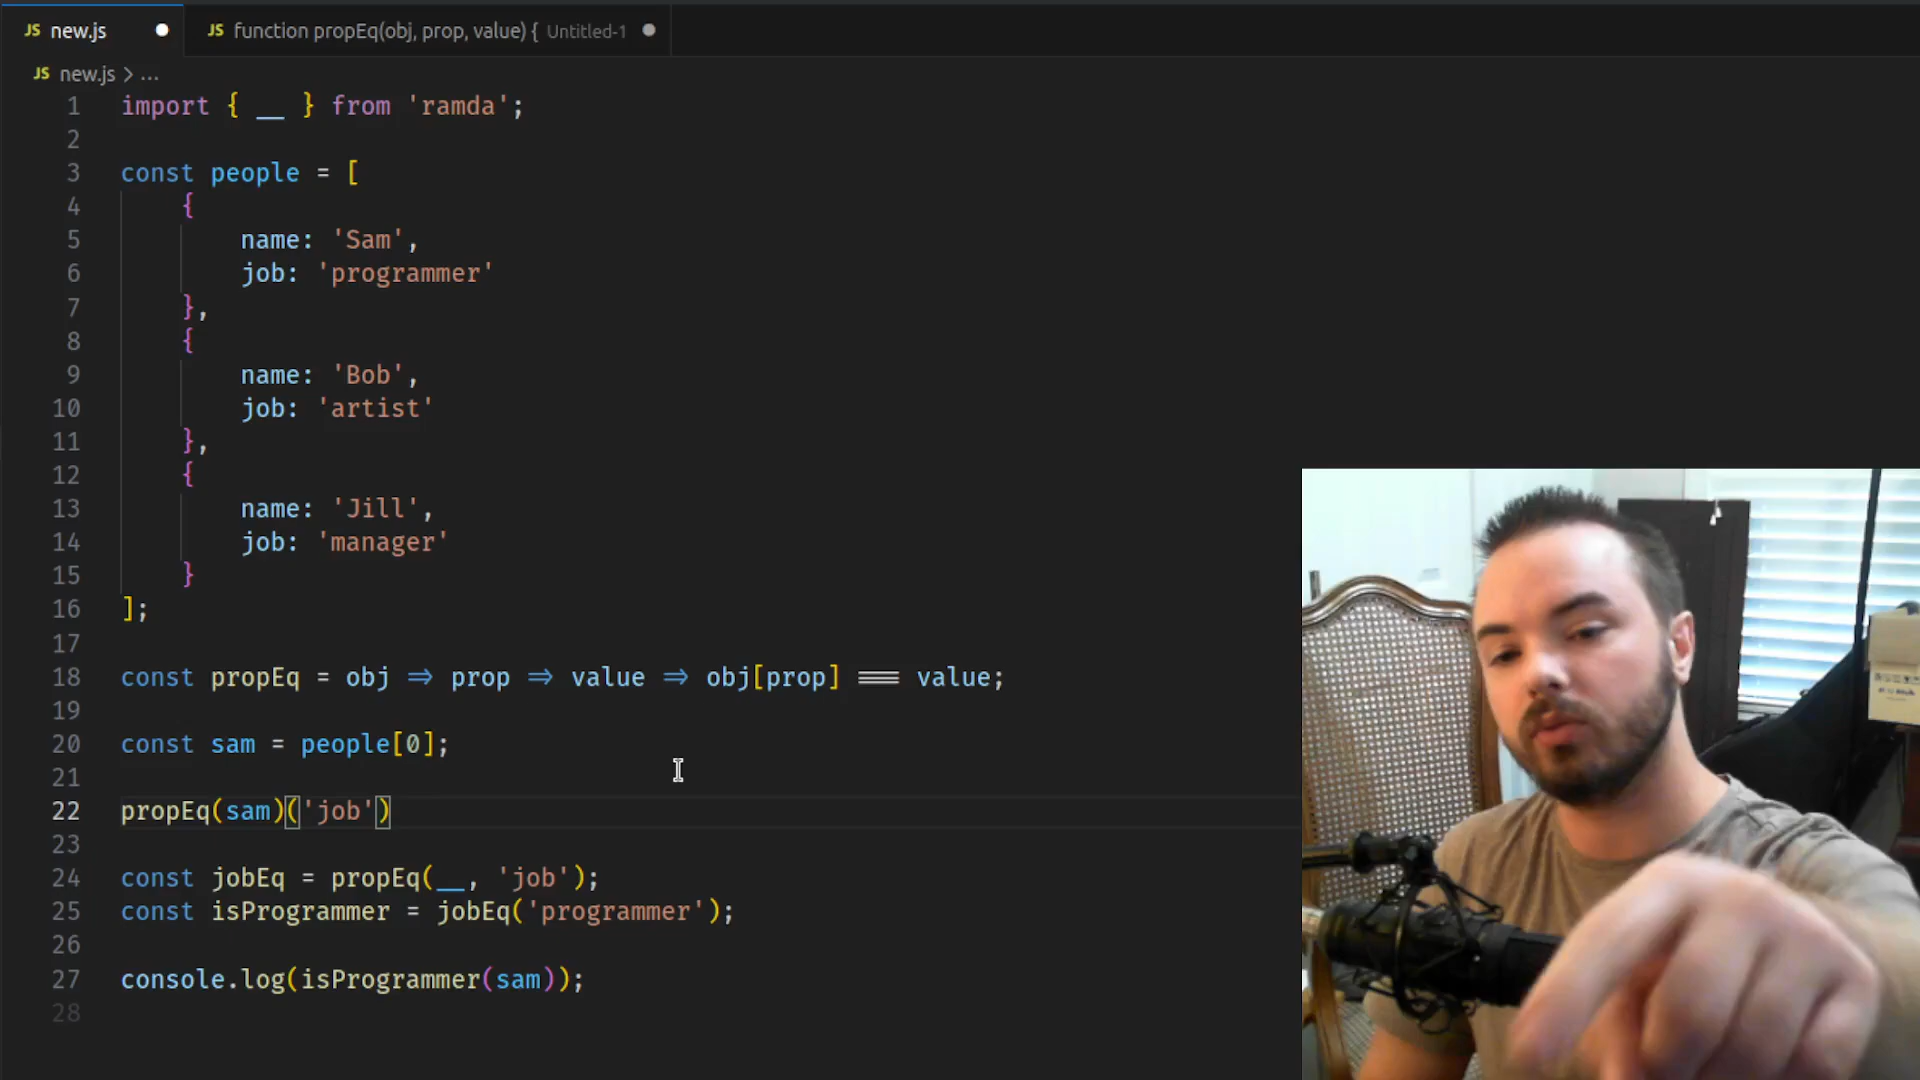 JS new.js ● JS function propEq(obj, prop, value) { Untitled-1 ●
JS new.js > ...
1 import { __ } from 'ramda';
2
3 const people = [
4 {
5 name: 'Sam',
6 job: 'programmer'
7 },
8 {
9 name: 'Bob',
10 job: 'artist'
11 },
12 {
13 name: 'Jill',
14 job: 'manager'
15 }
16 ];
17
18 const propEq = obj => prop => value => obj[prop] === value;
19
20 const sam = people[0];
21
22 propEq(sam)('job')
23
24 const jobEq = propEq(__, 'job');
25 const isProgrammer = jobEq('programmer');
26
27 console.log(isProgrammer(sam));
28